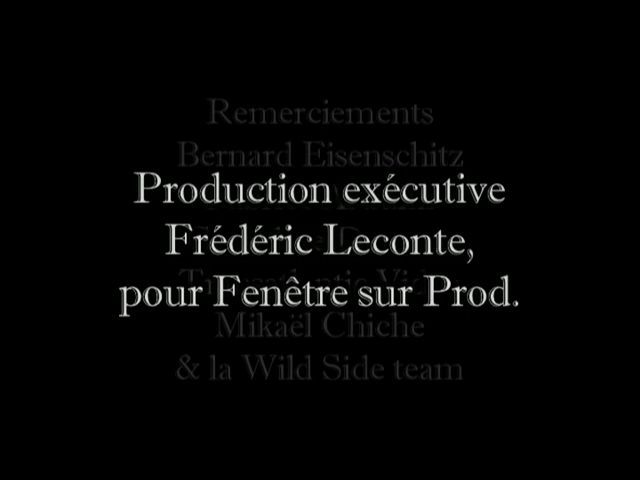 Remerciements
Bernard Eisenschitz
Production exécutive
Frédéric Leconte,
pour Fenêtre sur Prod.
Mikaël Chiche
& la Wild Side team